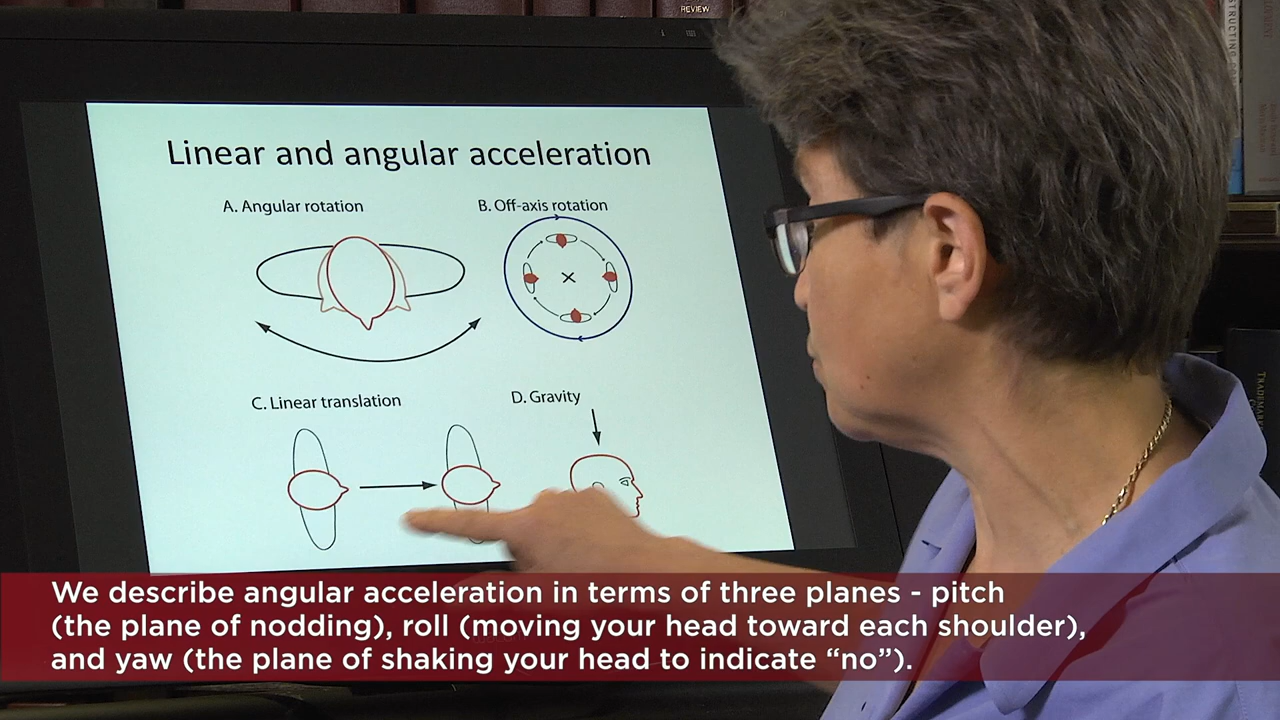 REVIEW
Linear and angular acceleration
A. Angular rotation
B. Off-axis rotation
C. Linear translation
D. Gravity
We describe angular acceleration in terms of three planes - pitch
(the plane of nodding), roll (moving your head toward each shoulder),
and yaw (the plane of shaking your head to indicate “no”).